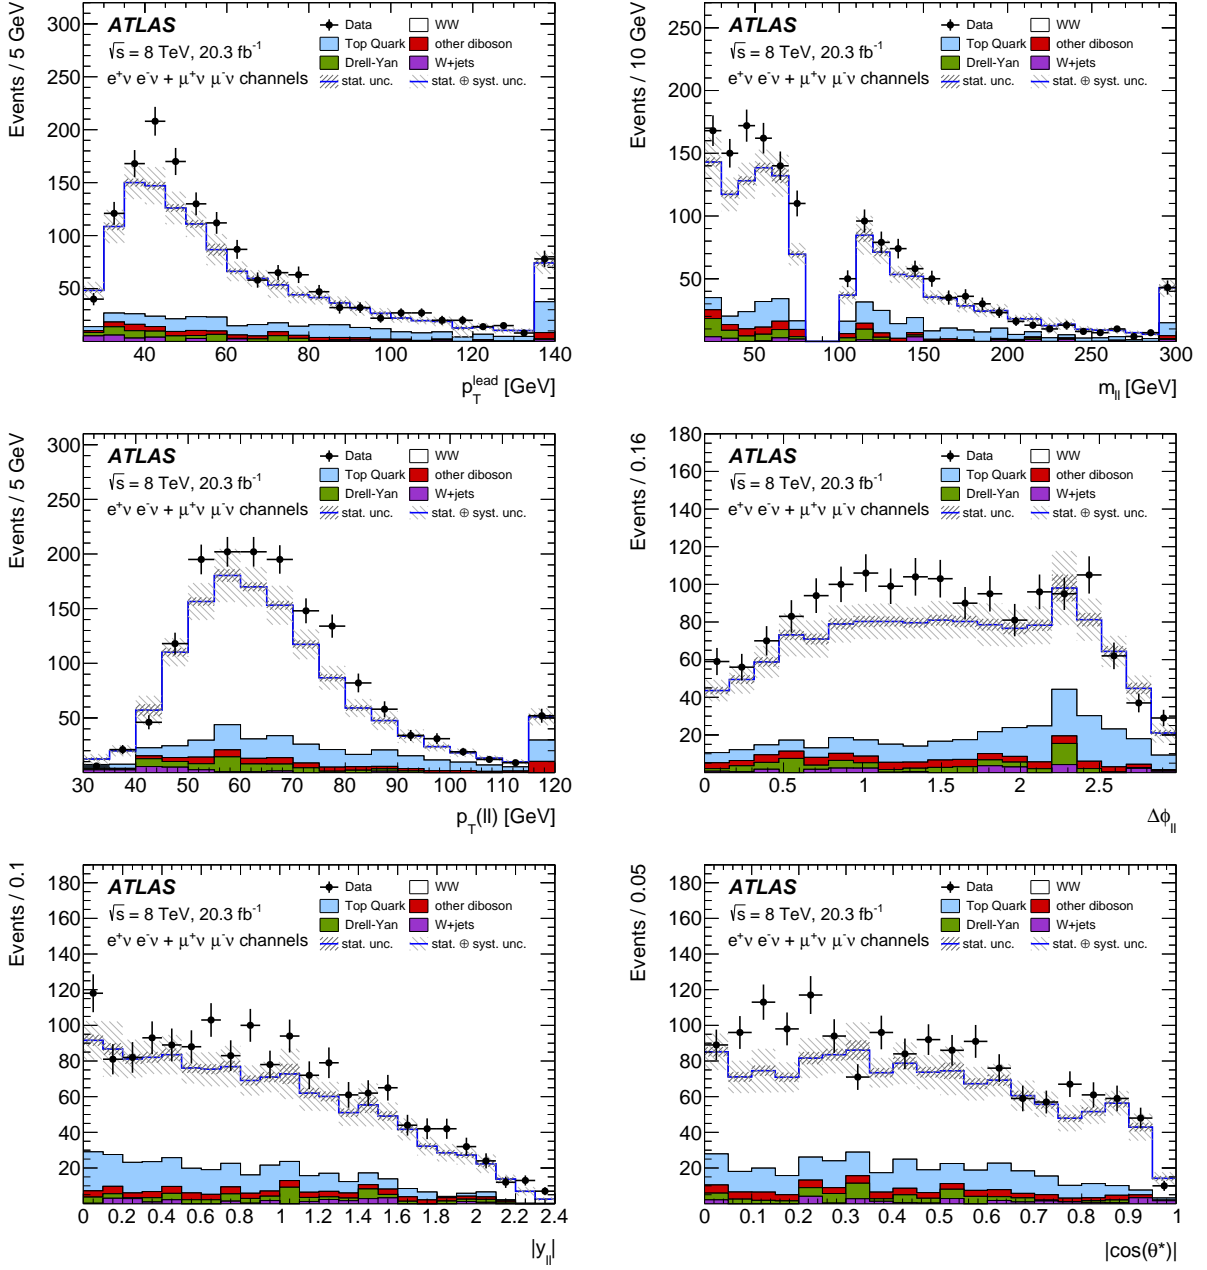 Events / 5 GeV
300
250
200
150
100
50
ATLAS
√s = 8 TeV, 20.3 fb⁻¹
e⁺ν e⁻ν + μ⁺ν μ⁻ν channels
Data
WW
Top Quark
other diboson
Drell-Yan
W+jets
stat. unc.
stat. ⊕ syst. unc.
40 60 80 100 120 140
p_T^lead [GeV]
Events / 10 GeV
250
200
150
100
50
ATLAS
√s = 8 TeV, 20.3 fb⁻¹
e⁺ν e⁻ν + μ⁺ν μ⁻ν channels
Data
WW
Top Quark
other diboson
Drell-Yan
W+jets
stat. unc.
stat. ⊕ syst. unc.
50 100 150 200 250 300
m_ll [GeV]
Events / 5 GeV
300
250
200
150
100
50
ATLAS
√s = 8 TeV, 20.3 fb⁻¹
e⁺ν e⁻ν + μ⁺ν μ⁻ν channels
Data
WW
Top Quark
other diboson
Drell-Yan
W+jets
stat. unc.
stat. ⊕ syst. unc.
30 40 50 60 70 80 90 100 110 120
p_T(ll) [GeV]
Events / 0.16
180
160
140
120
100
80
60
40
20
ATLAS
√s = 8 TeV, 20.3 fb⁻¹
e⁺ν e⁻ν + μ⁺ν μ⁻ν channels
Data
WW
Top Quark
other diboson
Drell-Yan
W+jets
stat. unc.
stat. ⊕ syst. unc.
0 0.5 1 1.5 2 2.5
Δϕ_ll
Events / 0.1
180
160
140
120
100
80
60
40
20
ATLAS
√s = 8 TeV, 20.3 fb⁻¹
e⁺ν e⁻ν + μ⁺ν μ⁻ν channels
Data
WW
Top Quark
other diboson
Drell-Yan
W+jets
stat. unc.
stat. ⊕ syst. unc.
0 0.2 0.4 0.6 0.8 1 1.2 1.4 1.6 1.8 2 2.2 2.4
|y_ll|
Events / 0.05
180
160
140
120
100
80
60
40
20
ATLAS
√s = 8 TeV, 20.3 fb⁻¹
e⁺ν e⁻ν + μ⁺ν μ⁻ν channels
Data
WW
Top Quark
other diboson
Drell-Yan
W+jets
stat. unc.
stat. ⊕ syst. unc.
0 0.1 0.2 0.3 0.4 0.5 0.6 0.7 0.8 0.9 1
|cos(θ*)|